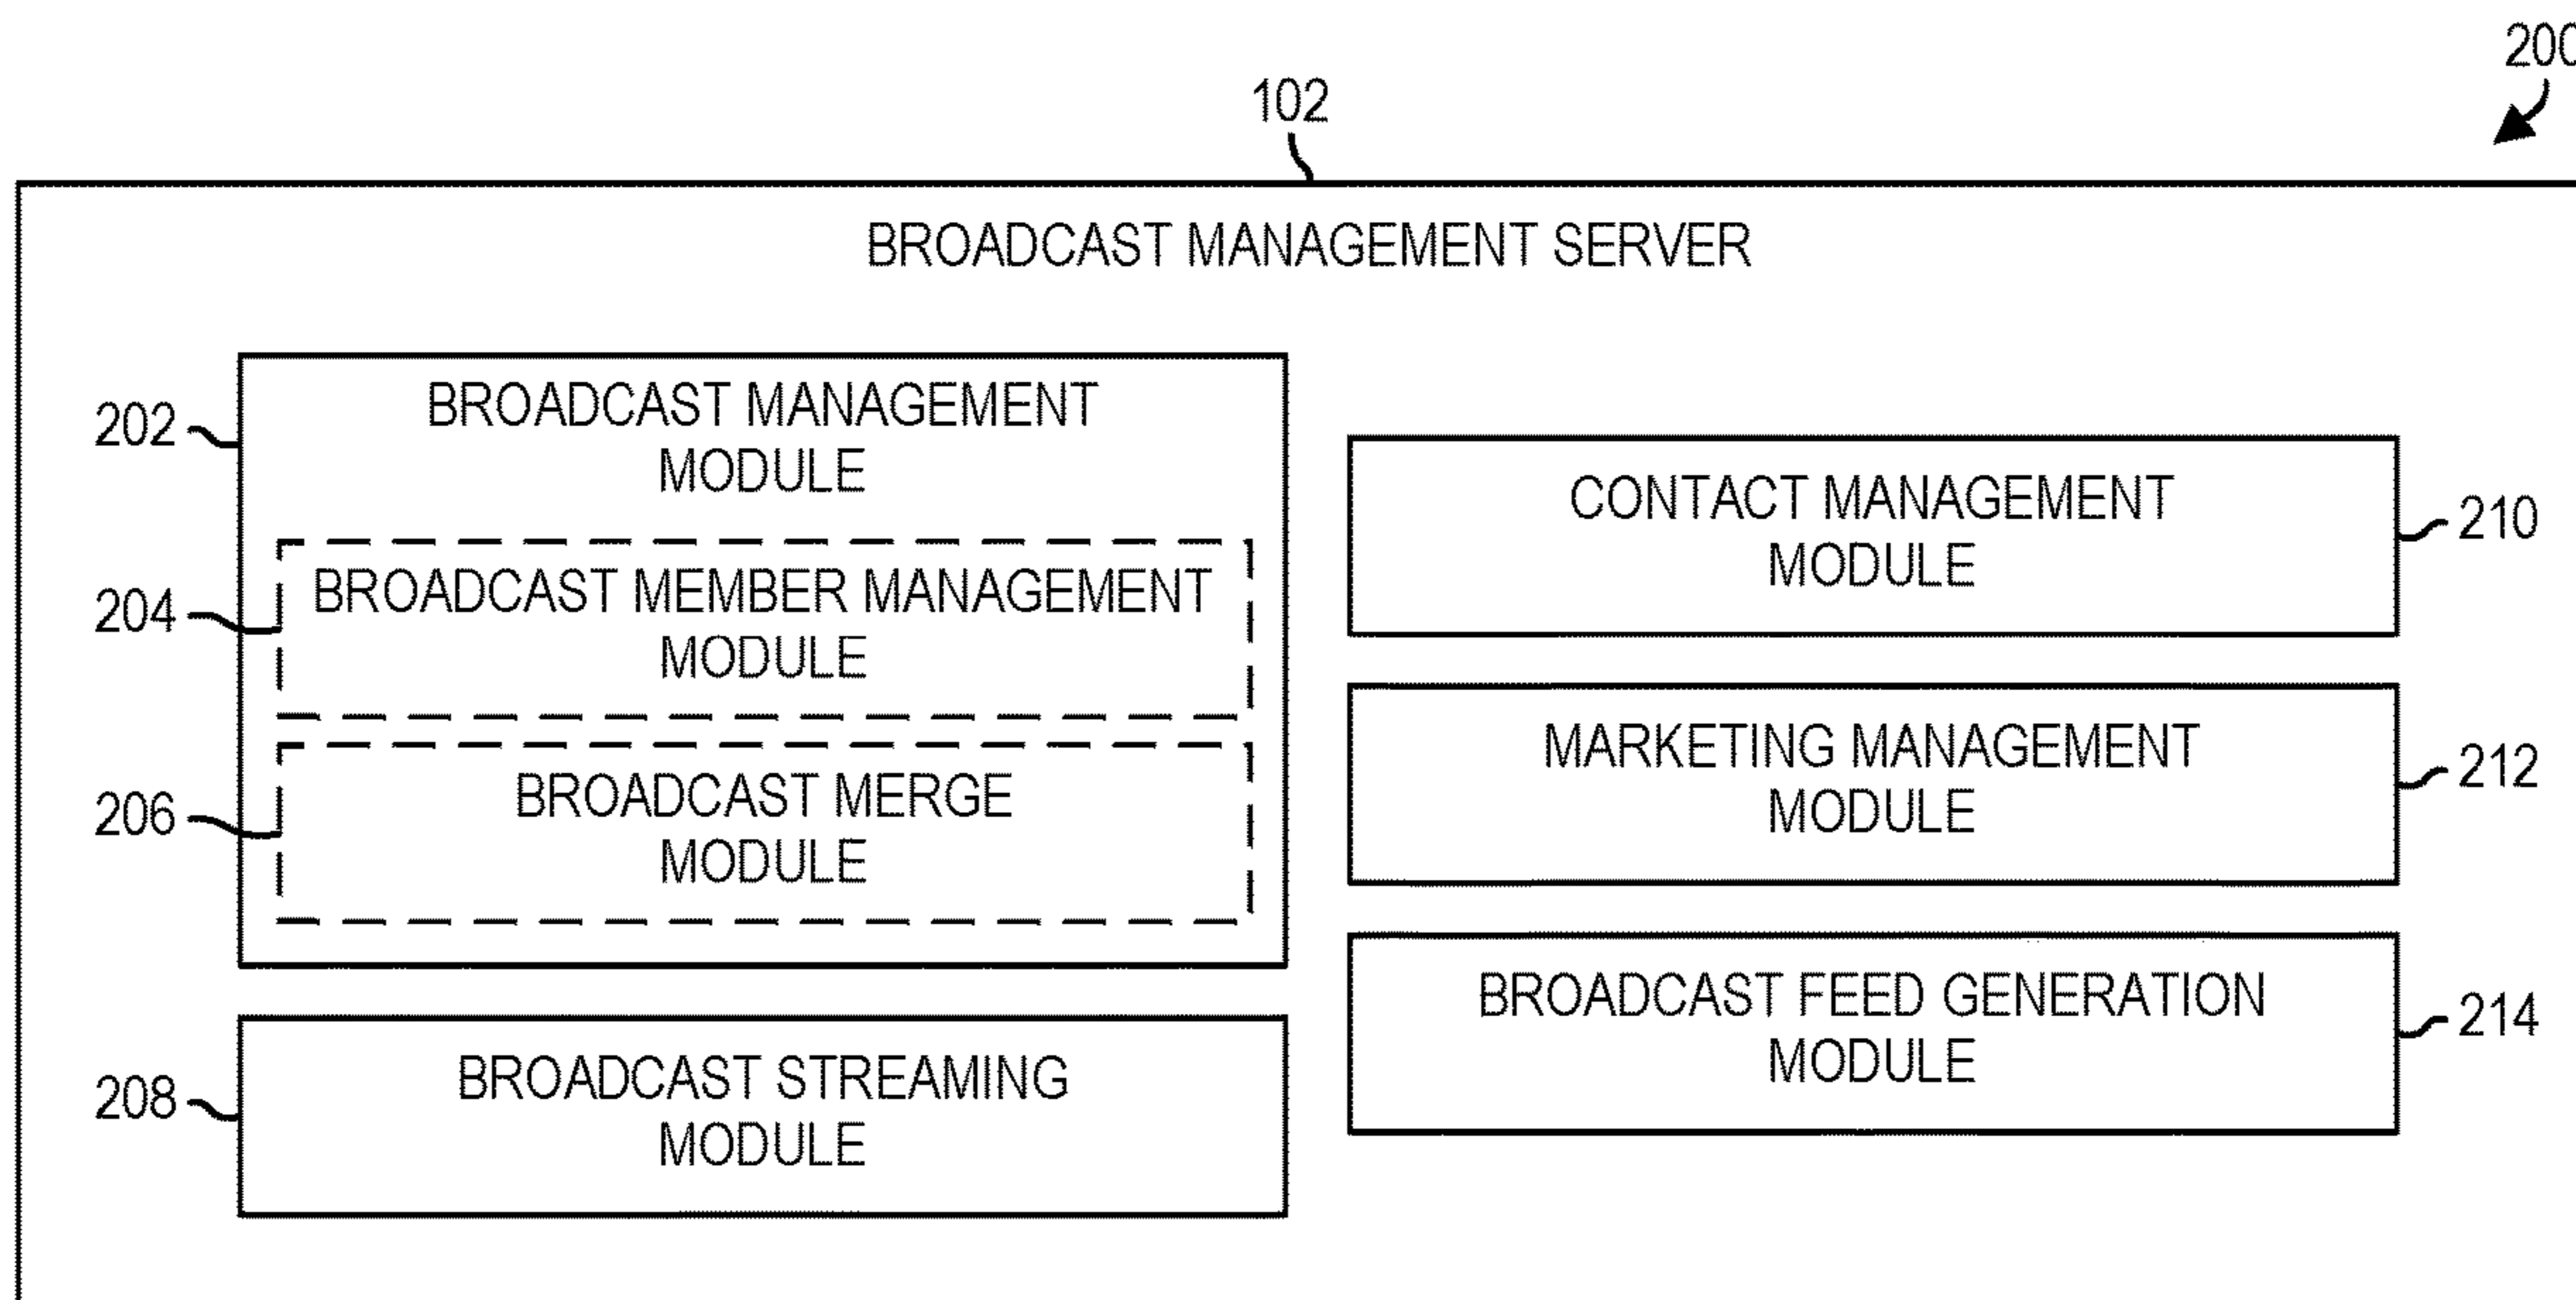 200
102
BROADCAST MANAGEMENT SERVER
202
BROADCAST MANAGEMENT
MODULE
204
BROADCAST MEMBER MANAGEMENT
MODULE
206
BROADCAST MERGE
MODULE
208
BROADCAST STREAMING
MODULE
CONTACT MANAGEMENT
MODULE
210
MARKETING MANAGEMENT
MODULE
212
BROADCAST FEED GENERATION
MODULE
214